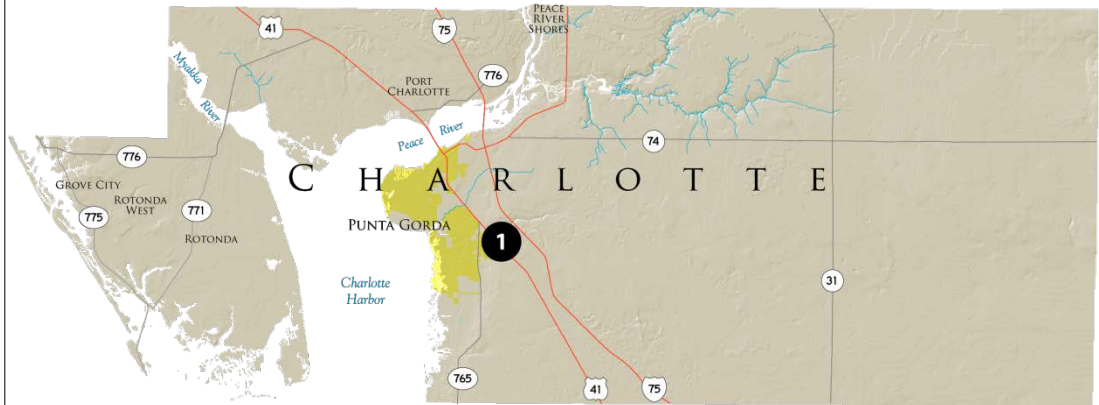 PEACE
RIVER
SHORES
41
75
776
PORT
CHARLOTTE
Myakka
River
Peace River
74
776
CHARLOTTE
GROVE CITY
ROTONDA
WEST
775
771
ROTONDA
PUNTA GORDA
1
Charlotte
Harbor
31
765
41
75